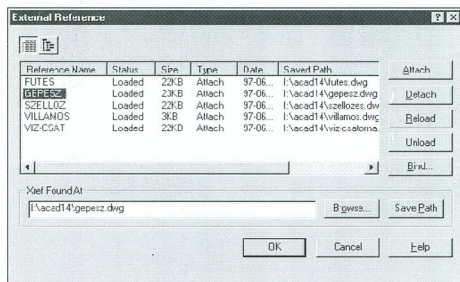 External Reference
Reference Name Status Size Type Date Saved Path
FUTES Loaded 22KB Attach 97-06... I:\acad14\futes.dwg
GEPESZ Loaded 23KB Attach 97-06... I:\acad14\gepesz.dwg
SZELLOZ Loaded 22KB Attach 97-06... I:\acad14\szellozes.dw
VILLAMOS Loaded 3KB Attach 97-06... I:\acad14\villamos.dwg
VIZ-CSAT Loaded 22KB Attach 97-06... I:\acad14\viz-csatorna.
Attach
Detach
Reload
Unload
Bind...
Xref Found At
I:\acad14\gepesz.dwg
Browse... Save Path
OK Cancel Help